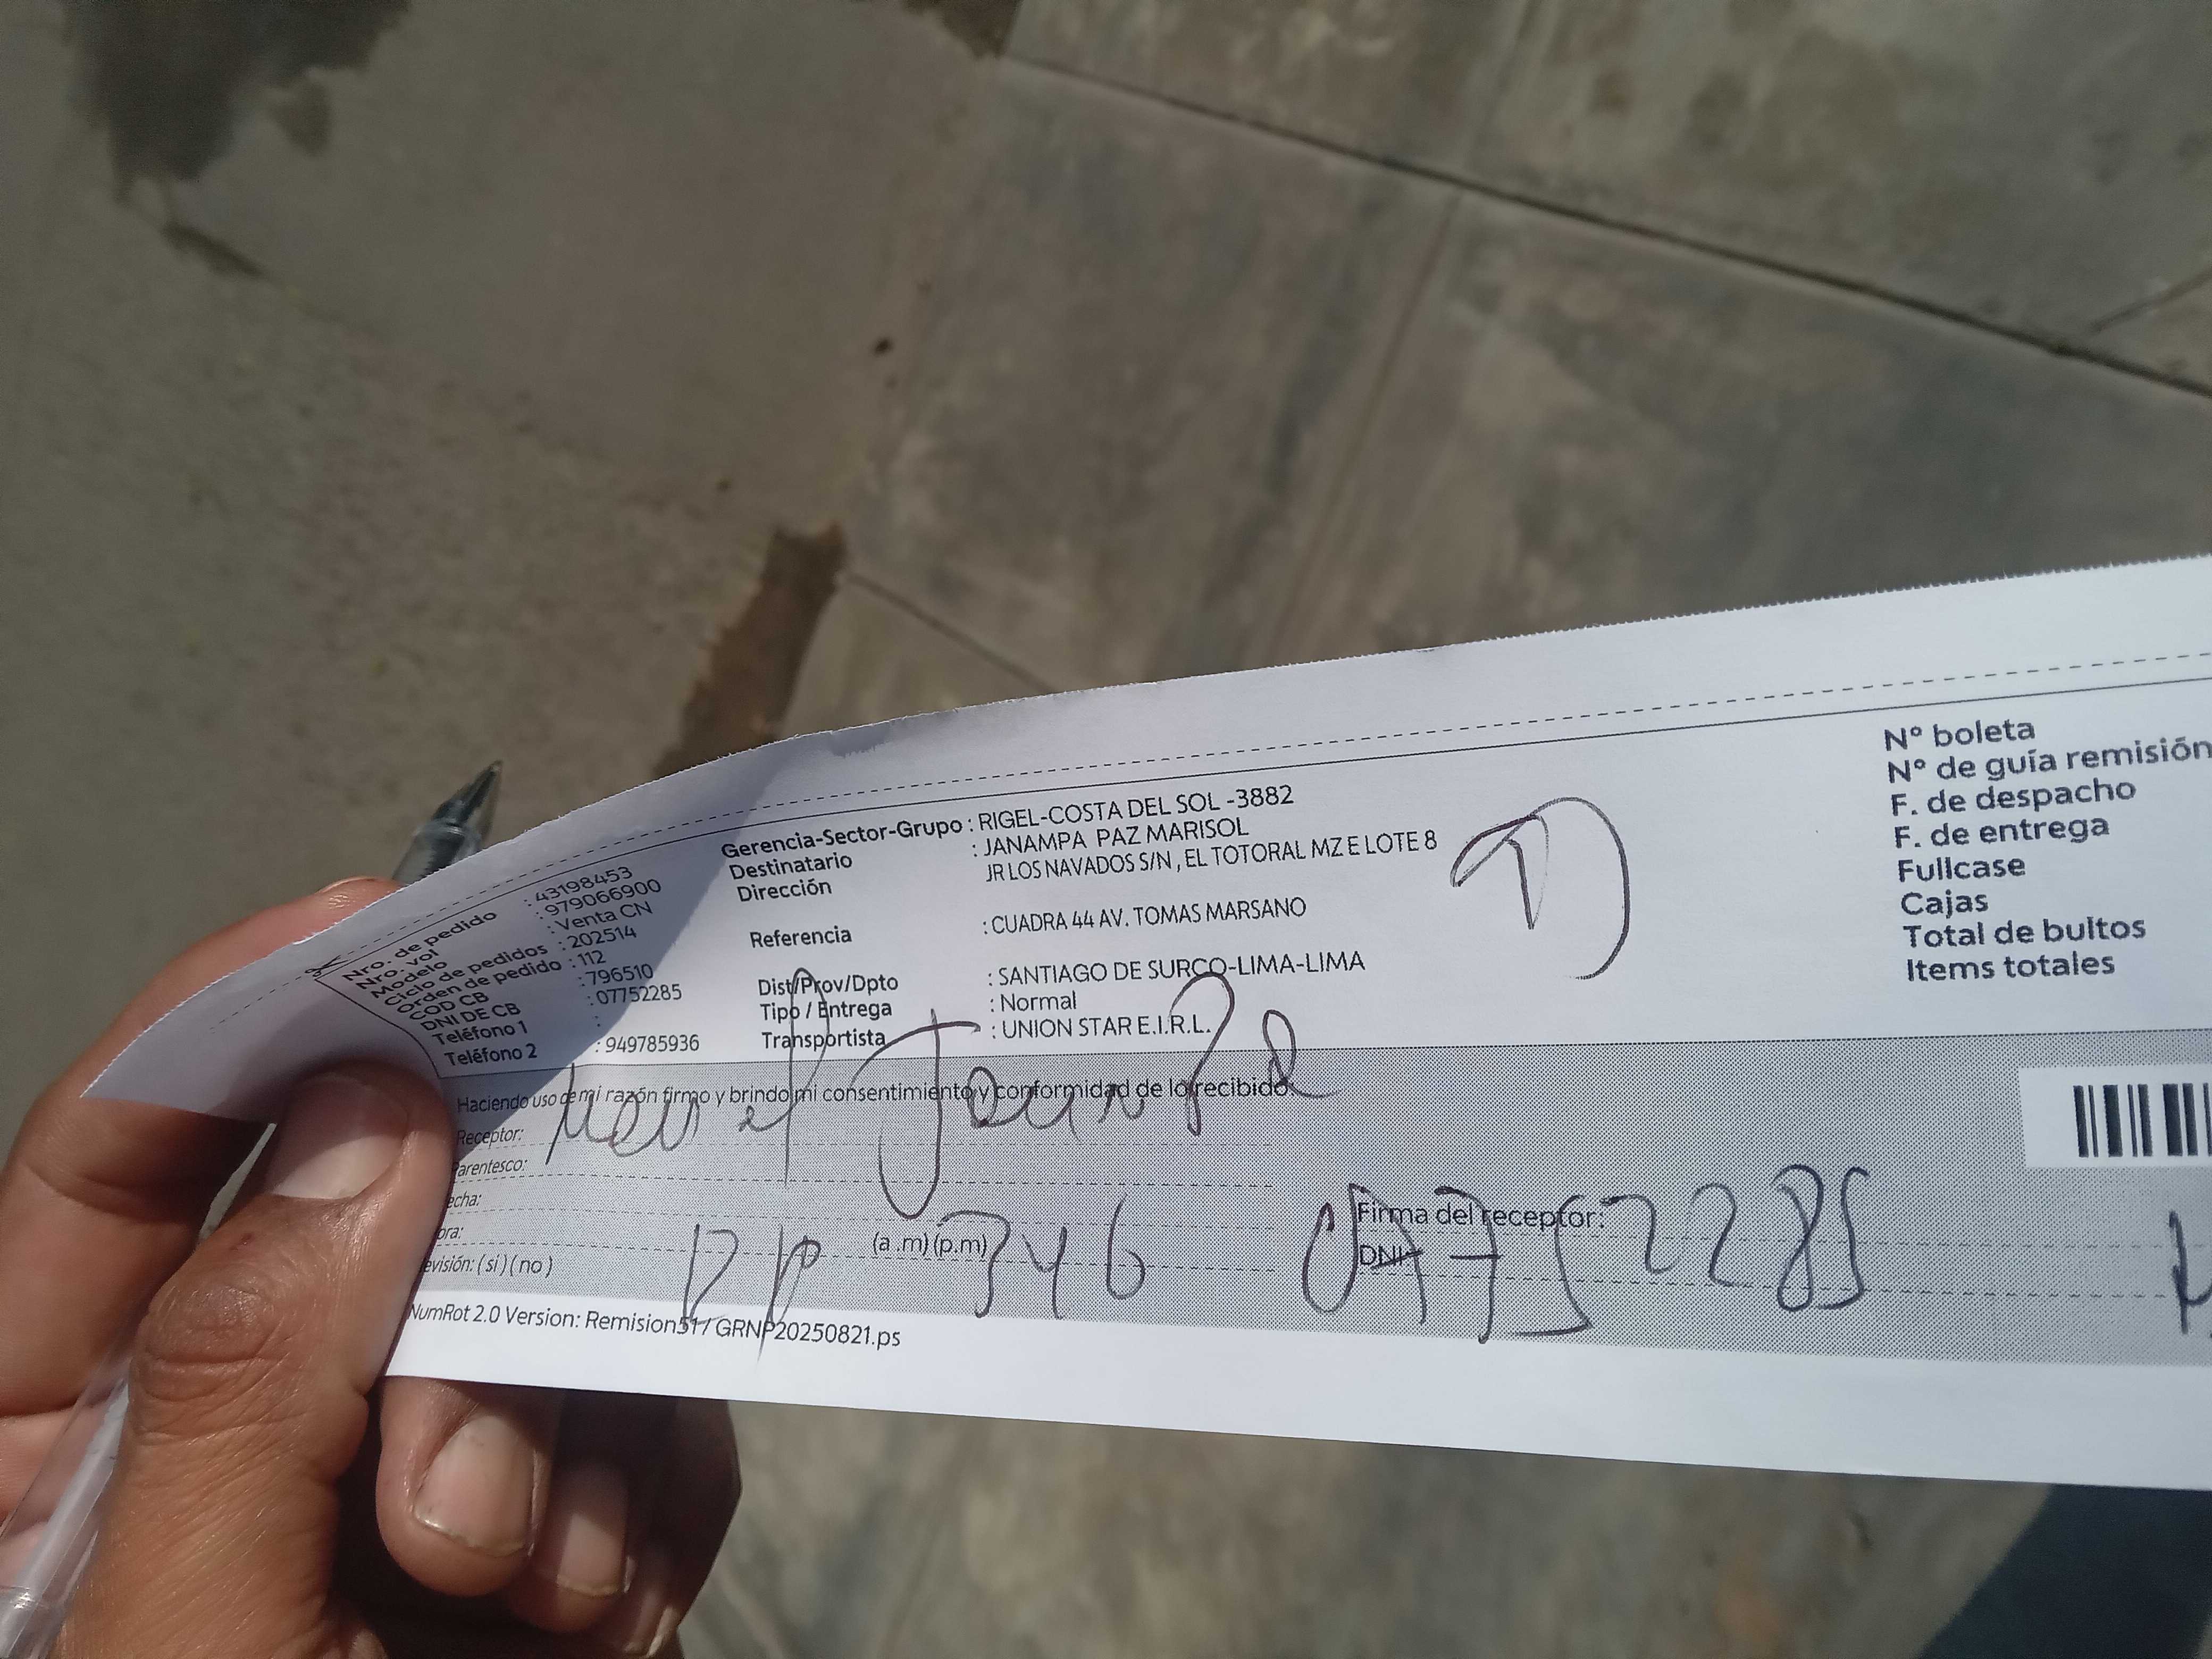 Nro. de pedido : 43198453
Nro. vol : 979066900
Modelo : Venta CN
Ciclo de pedidos : 202514
Orden de pedido : 112
COD CB : 796510
DNI DE CB : 07752285
Teléfono 1 :
Teléfono 2 : 949785936
Gerencia-Sector-Grupo : RIGEL-COSTA DEL SOL -3882
Destinatario : JANAMPA PAZ MARISOL
Dirección JR LOS NAVADOS S/N , EL TOTORAL MZ E LOTE 8
Referencia : CUADRA 44 AV. TOMAS MARSANO
Dist/Prov/Dpto : SANTIAGO DE SURCO-LIMA-LIMA
Tipo / Entrega : Normal
Transportista : UNION STAR E.I.R.L.
N° boleta
N° de guía remisión
F. de despacho
F. de entrega
Fullcase
Cajas
Total de bultos
Items totales
Haciendo uso de mi razón firmo y brindo mi consentimiento y conformidad de lo recibido.
Receptor:
arentesco:
echa:
ora: (a .m) (p.m) 346
evisión: ( si ) ( no )
Firma del receptor:
DNI 07752285
NumRot 2.0 Version: Remision51 / GRNP20250821.ps